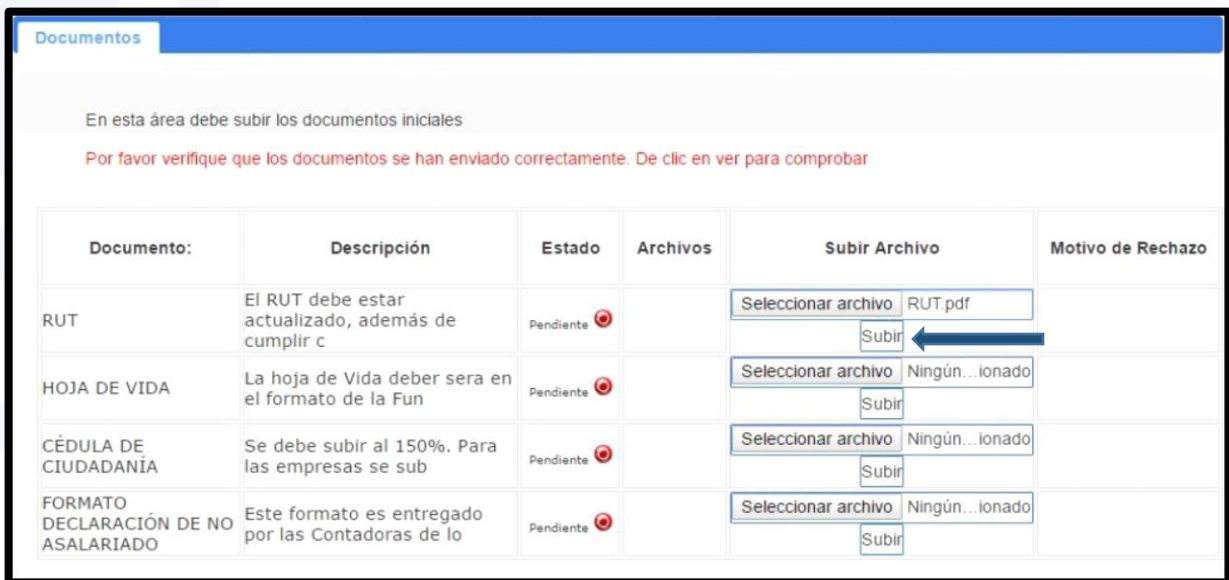 Documentos
En esta área debe subir los documentos iniciales
Por favor verifique que los documentos se han enviado correctamente. De clic en ver para comprobar
Documento: Descripción Estado Archivos Subir Archivo Motivo de Rechazo
RUT
El RUT debe estar
actualizado, además de
cumplir c
Pendiente
Seleccionar archivo RUT.pdf
Subir
HOJA DE VIDA
La hoja de Vida deber sera en
el formato de la Fun
Pendiente
Seleccionar archivo Ningún...ionado
Subir
CÉDULA DE
CIUDADANÍA
Se debe subir al 150%. Para
las empresas se sub
Pendiente
Seleccionar archivo Ningún...ionado
Subir
FORMATO
DECLARACIÓN DE NO
ASALARIADO
Este formato es entregado
por las Contadoras de lo
Pendiente
Seleccionar archivo Ningún...ionado
Subir